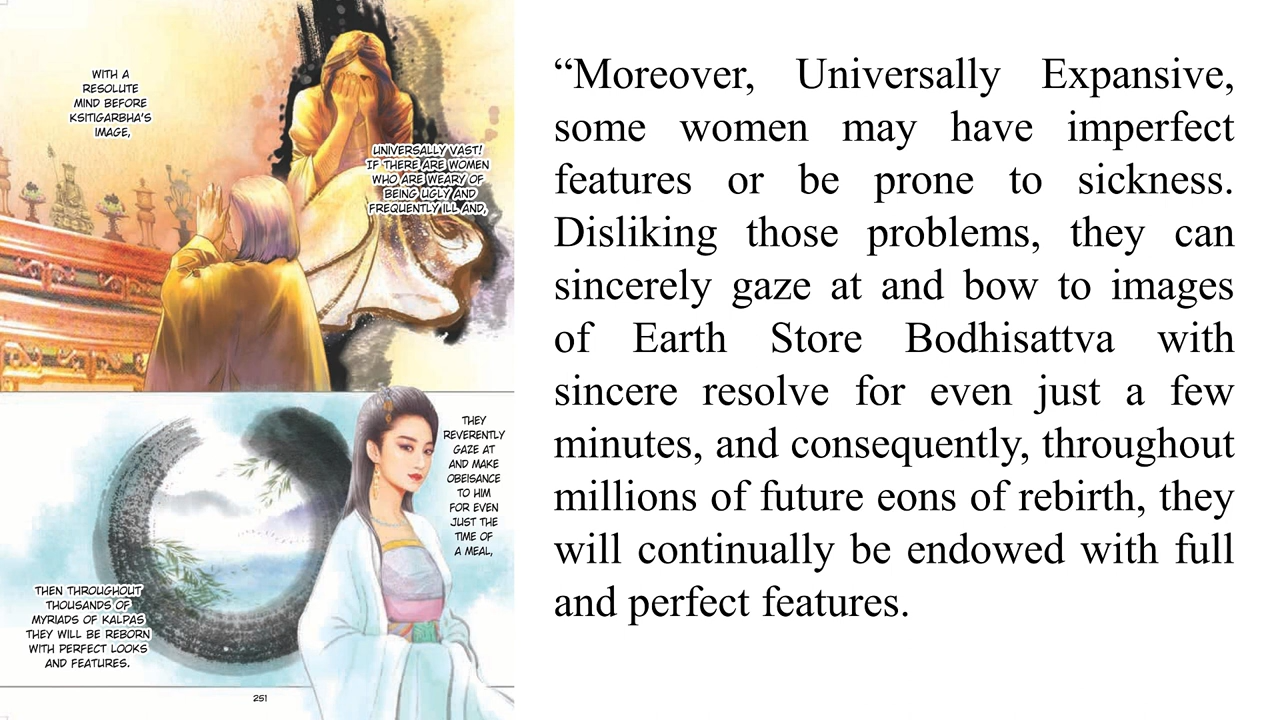 WITH A
RESOLUTE
MIND BEFORE
KSITIGARBHA'S
IMAGE,
UNIVERSALLY VAST!
IF THERE ARE WOMEN
WHO ARE WEARY OF
BEING UGLY AND
FREQUENTLY ILL AND,
THEY
REVERENTLY
GAZE AT
AND MAKE
OBEISANCE
TO HIM
FOR EVEN
JUST THE
TIME OF
A MEAL,
THEN THROUGHOUT
THOUSANDS OF
MYRIADS OF KALPAS
THEY WILL BE REBORN
WITH PERFECT LOOKS
AND FEATURES.
251
“Moreover, Universally Expansive,
some women may have imperfect
features or be prone to sickness.
Disliking those problems, they can
sincerely gaze at and bow to images
of Earth Store Bodhisattva with
sincere resolve for even just a few
minutes, and consequently, throughout
millions of future eons of rebirth, they
will continually be endowed with full
and perfect features.